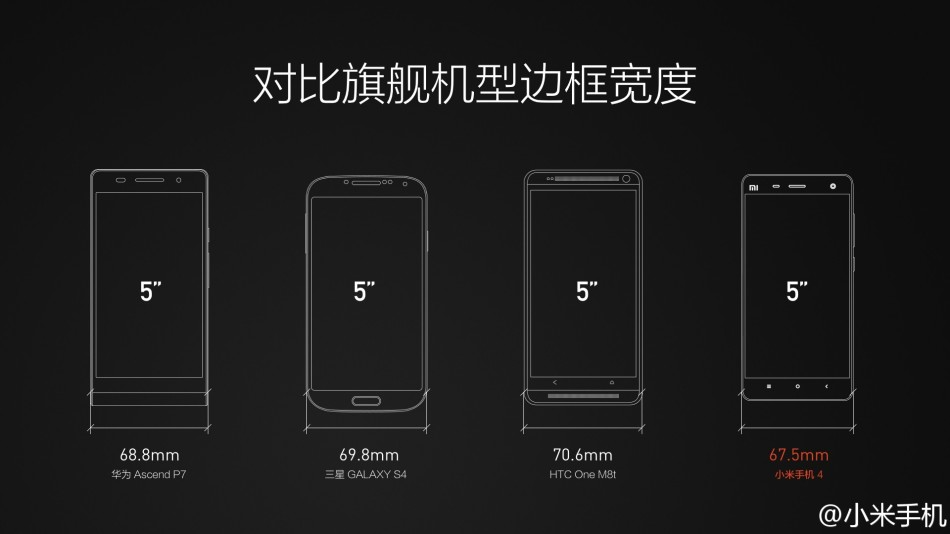 对比旗舰机型边框宽度
mi
5”
5”
5”
5”
68.8mm
69.8mm
70.6mm
67.5mm
华为 Ascend P7
三星 GALAXY S4
HTC One M8t
小米手机 4
@小米手机